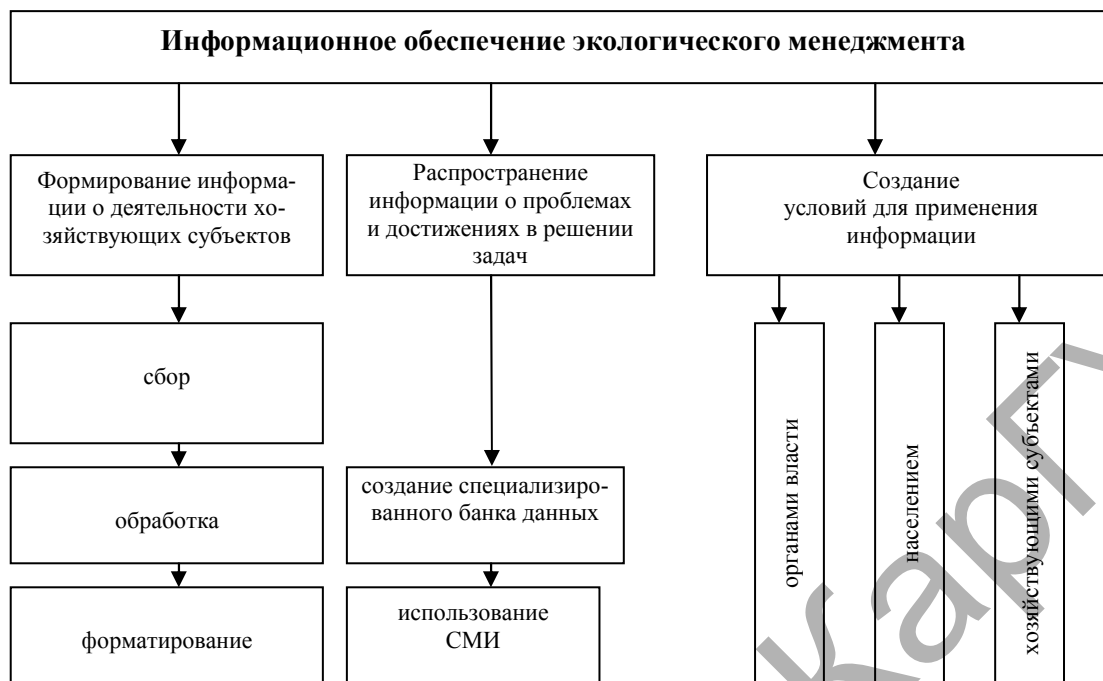 Информационное обеспечение экологического менеджмента
Формирование информа-
ции о деятельности хо-
зяйствующих субъектов
Распространение
информации о проблемах
и достижениях в решении
задач
Создание
условий для применения
информации
сбор
обработка
форматирование
создание специализиро-
ванного банка данных
использование
СМИ
органами власти
населением
хозяйствующими субъектами